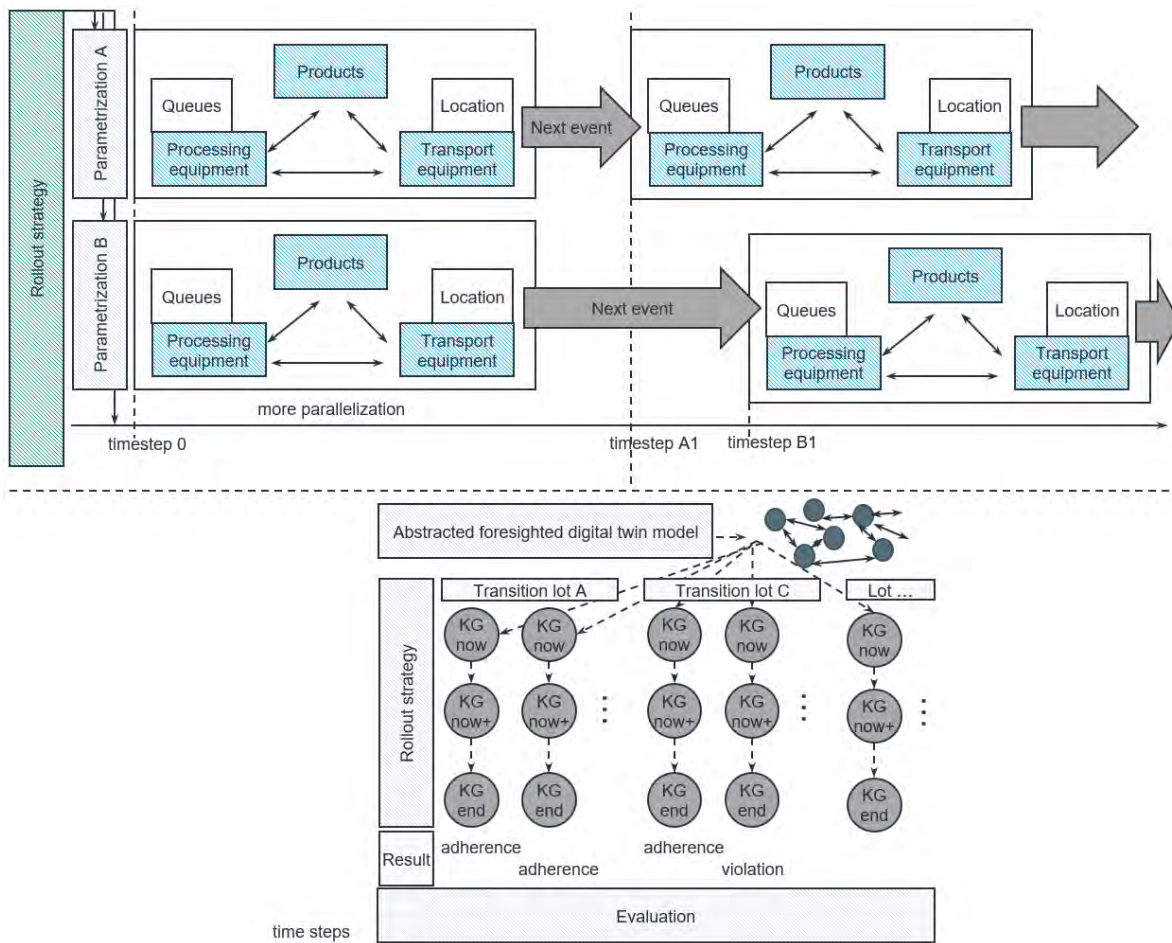 Rollout strategy
Parametrization A
Products
Queues
Location
Processing
equipment
Transport
equipment
Next event
Products
Queues
Location
Processing
equipment
Transport
equipment
Parametrization B
Products
Queues
Location
Processing
equipment
Transport
equipment
Next event
Products
Queues
Location
Processing
equipment
Transport
equipment
more parallelization
timestep 0
timestep A1
timestep B1
Abstracted foresighted digital twin model
Rollout strategy
Transition lot A
Transition lot C
Lot ...
KG
now
KG
now
KG
now
KG
now
KG
now
KG
now+
KG
now+
KG
now+
KG
now+
KG
now+
KG
end
KG
end
KG
end
KG
end
KG
end
Result
adherence
adherence
adherence
violation
Evaluation
time steps